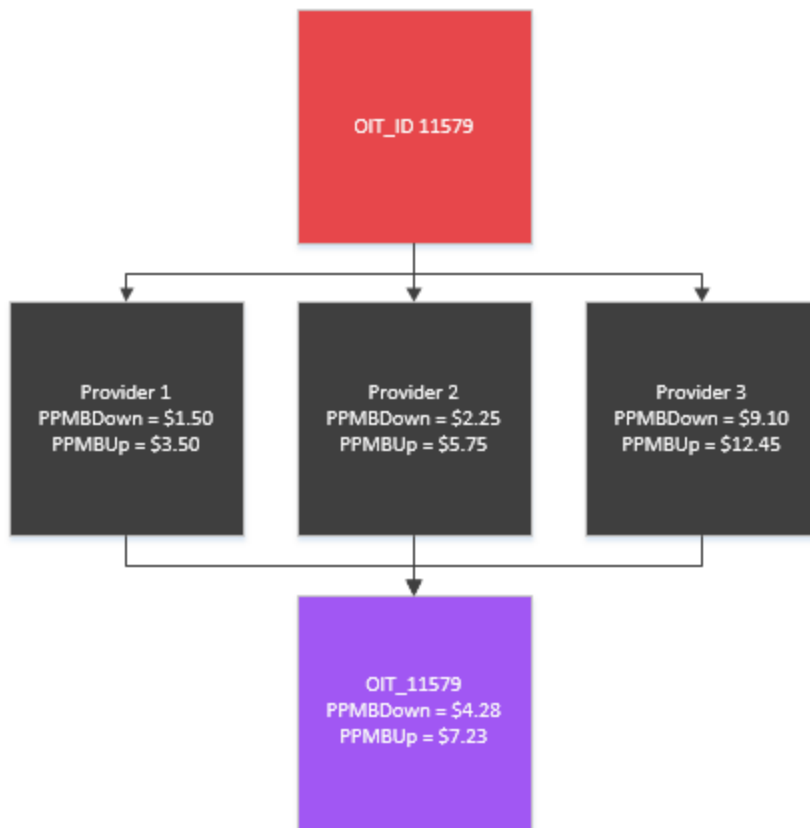 OIT_ID 11579
Provider 1
PPMBDown = $1.50
PPMBUp = $3.50
Provider 2
PPMBDown = $2.25
PPMBUp = $5.75
Provider 3
PPMBDown = $9.10
PPMBUp = $12.45
OIT_11579
PPMBDown = $4.28
PPMBUp = $7.23